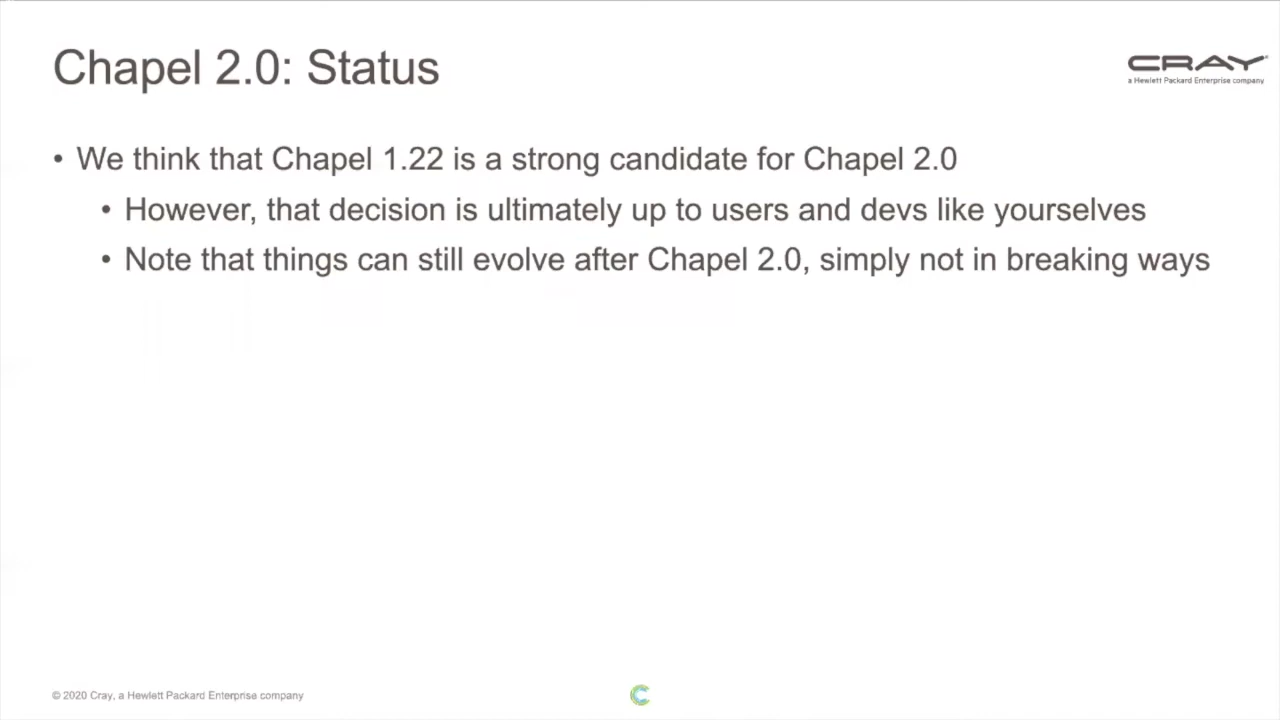 Chapel 2.0: Status
CRAY
a Hewlett Packard Enterprise company
• We think that Chapel 1.22 is a strong candidate for Chapel 2.0
• However, that decision is ultimately up to users and devs like yourselves
• Note that things can still evolve after Chapel 2.0, simply not in breaking ways
© 2020 Cray, a Hewlett Packard Enterprise company